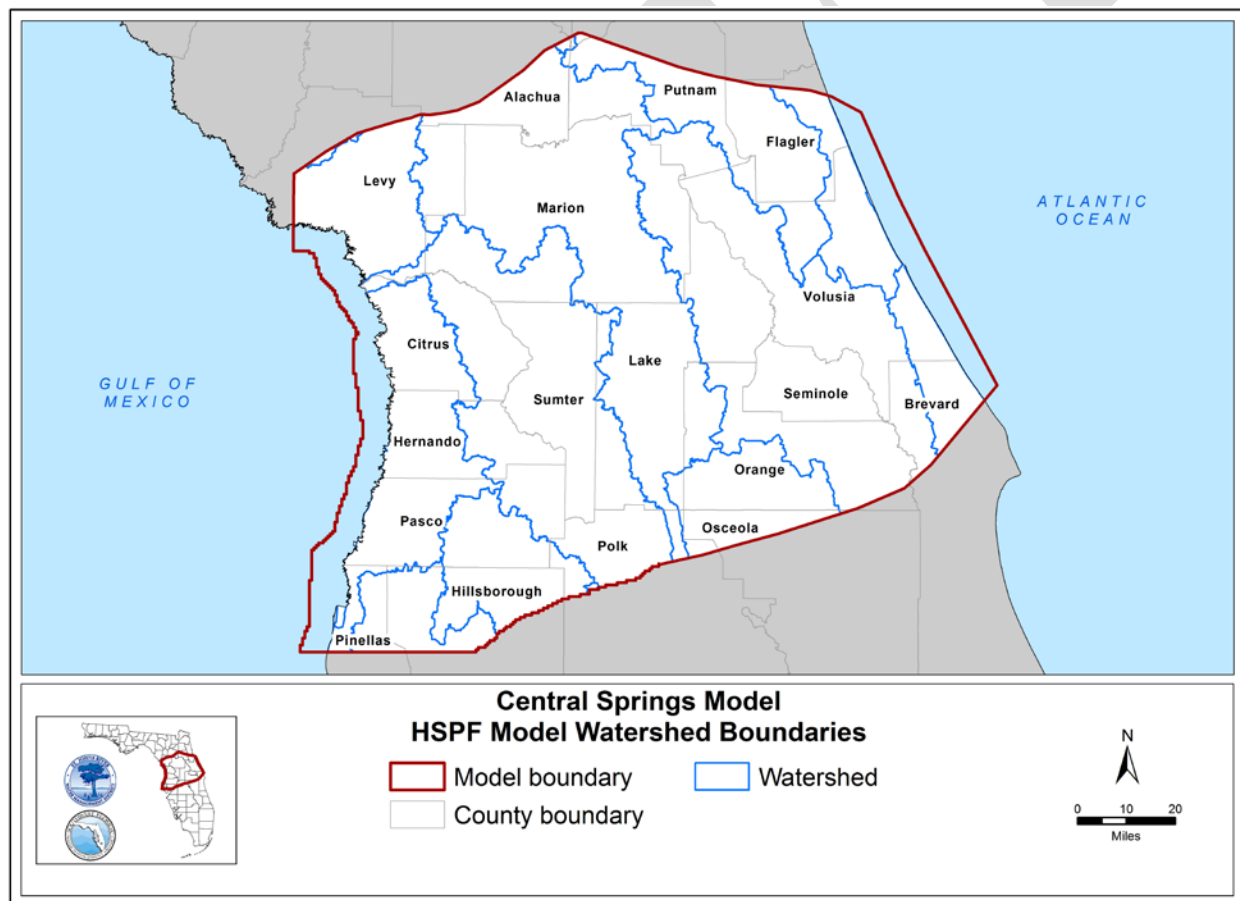 Alachua
Putnam
Flagler
Levy
Marion
ATLANTIC
OCEAN
Volusia
Citrus
Lake
GULF OF
MEXICO
Sumter
Seminole
Brevard
Hernando
Orange
Pasco
Osceola
Polk
Hillsborough
Pinellas
Central Springs Model
HSPF Model Watershed Boundaries
Model boundary
Watershed
County boundary
N
0 10 20
Miles